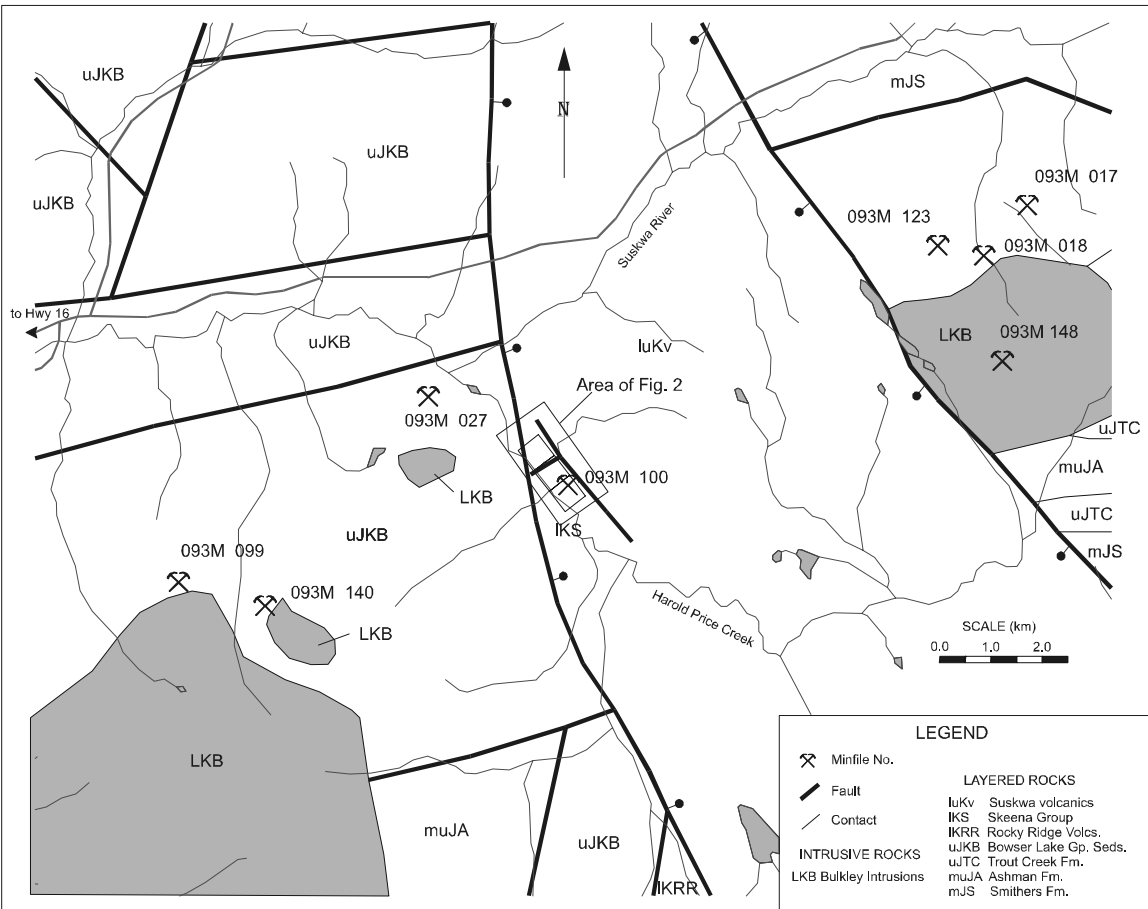 uJKB
mJS
N
uJKB
093M 017
uJKB
093M 123
Suskwa River
093M 018
to Hwy 16
LKB
093M 148
uJKB
luKv
Area of Fig. 2
093M 027
uJTC
muJA
LKB
093M 100
uJTC
lKS
uJKB
mJS
093M 099
093M 140
Harold Price Creek
LKB
SCALE (km)
0.0 1.0 2.0
LKB
muJA
uJKB
lKRR
LEGEND
Minfile No.
Fault
Contact
INTRUSIVE ROCKS
LKB Bulkley Intrusions
LAYERED ROCKS
luKv Suskwa volcanics
lKS Skeena Group
lKRR Rocky Ridge Volcs.
uJKB Bowser Lake Gp. Seds.
uJTC Trout Creek Fm.
muJA Ashman Fm.
mJS Smithers Fm.